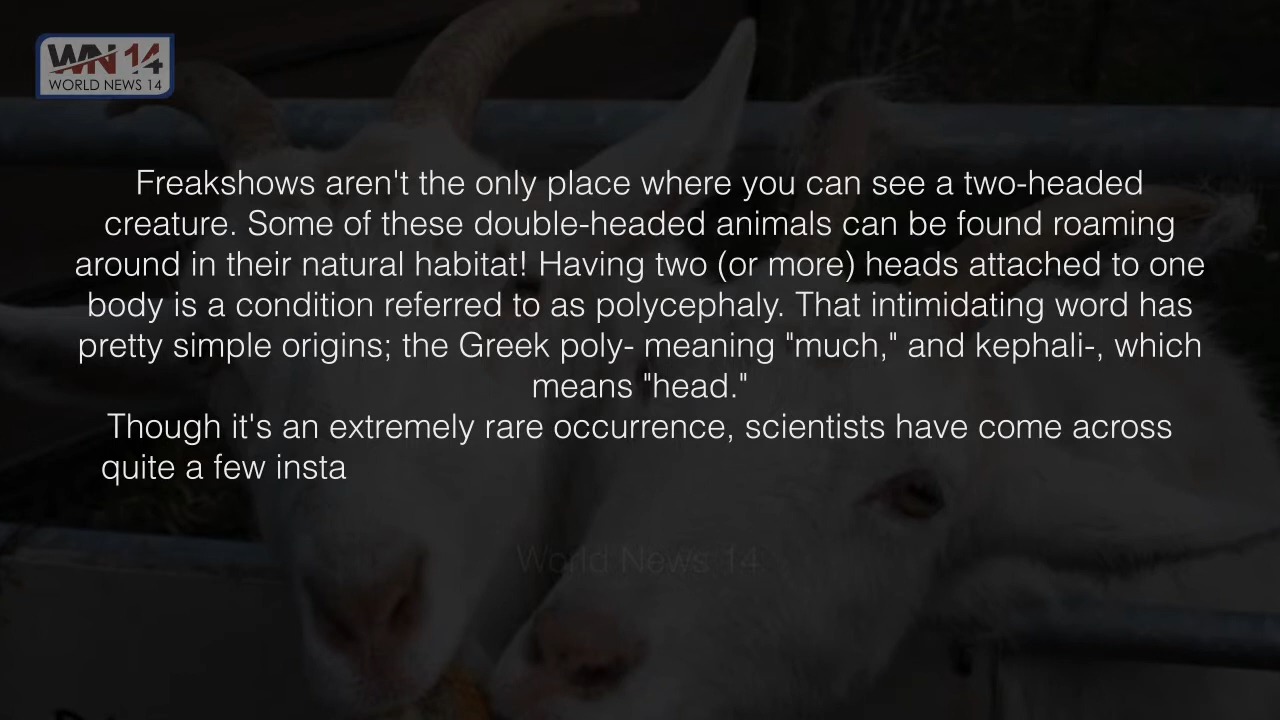 WN 14
WORLD NEWS 14
Freakshows aren't the only place where you can see a two-headed
creature. Some of these double-headed animals can be found roaming
around in their natural habitat! Having two (or more) heads attached to one
body is a condition referred to as polycephaly. That intimidating word has
pretty simple origins; the Greek poly- meaning "much," and kephali-, which
means "head."
Though it's an extremely rare occurrence, scientists have come across
quite a few insta
World News 14